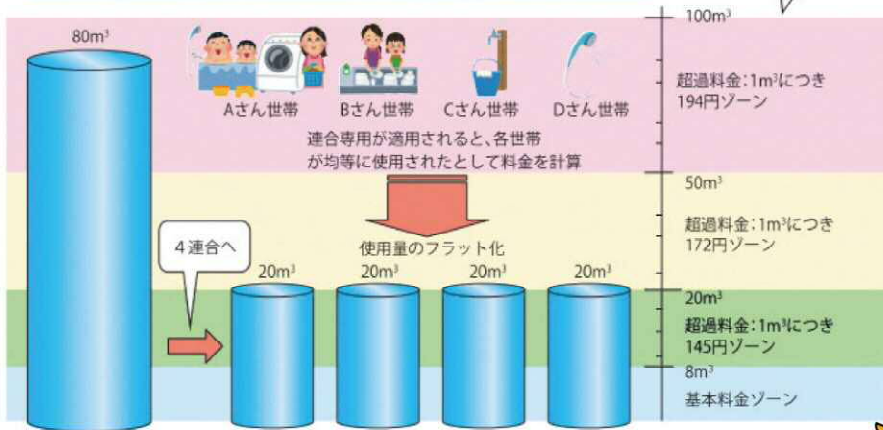 80m³
Aさん世帯
Bさん世帯
Cさん世帯
Dさん世帯
連合専用が適用されると、各世帯
が均等に使用されたとして料金を計算
4連合へ
使用量のフラット化
20m³
20m³
20m³
20m³
100m³
超過料金:1m³につき
194円ゾーン
50m³
超過料金:1m³につき
172円ゾーン
20m³
超過料金:1m³につき
145円ゾーン
8m³
基本料金ゾーン